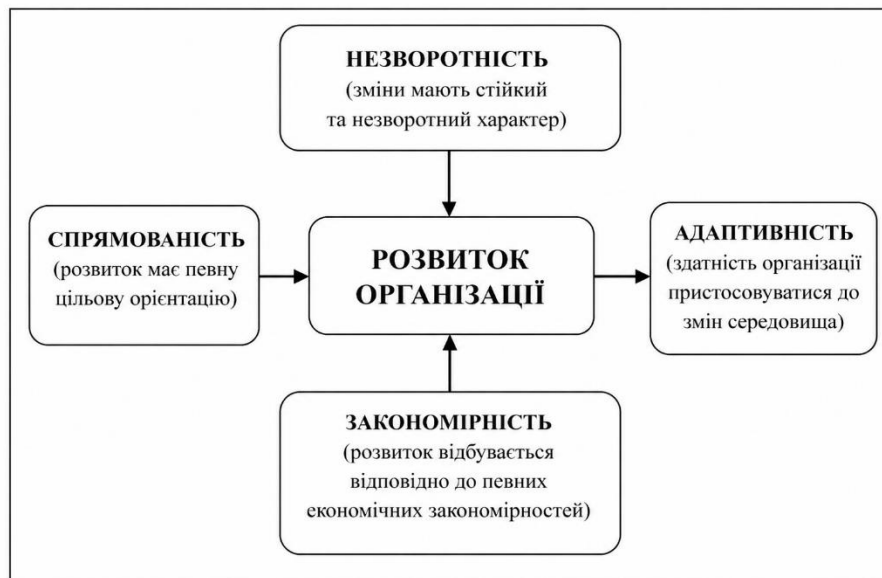 НЕЗВОРОТНІСТЬ
(зміни мають стійкий
та незворотний характер)
СПРЯМОВАНІСТЬ
(розвиток має певну
цільову орієнтацію)
РОЗВИТОК
ОРГАНІЗАЦІЇ
АДАПТИВНІСТЬ
(здатність організації
пристосовуватися до
змін середовища)
ЗАКОНОМІРНІСТЬ
(розвиток відбувається
відповідно до певних
економічних закономірностей)